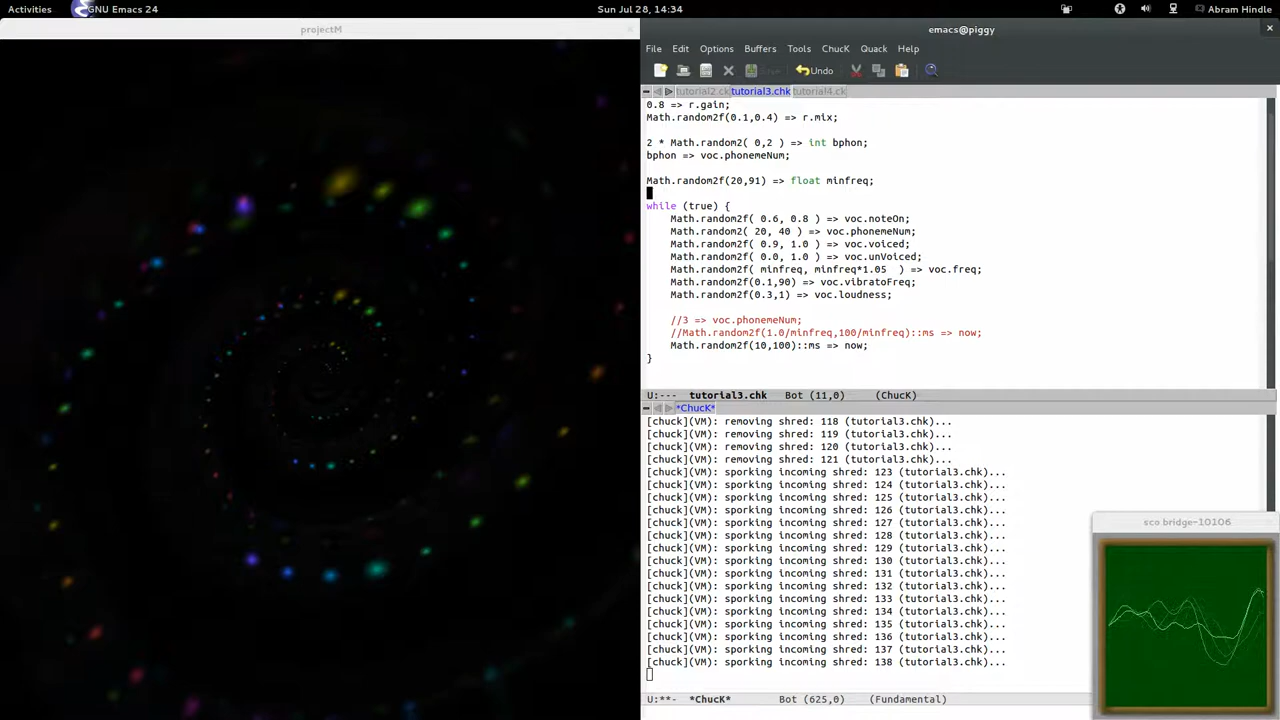 Activities GNU Emacs 24 Sun Jul 28, 14:34 Abram Hindle
projectM
emacs@piggy
File Edit Options Buffers Tools ChucK Quack Help
Save Undo
tutorial2.ck tutorial3.chk tutorial4.ck
0.8 => r.gain;
Math.random2f(0.1,0.4) => r.mix;
2 * Math.random2( 0,2 ) => int bphon;
bphon => voc.phonemeNum;
Math.random2f(20,91) => float minfreq;
while (true) {
    Math.random2f( 0.6, 0.8 ) => voc.noteOn;
    Math.random2( 20, 40 ) => voc.phonemeNum;
    Math.random2f( 0.9, 1.0 ) => voc.voiced;
    Math.random2f( 0.0, 1.0 ) => voc.unVoiced;
    Math.random2f( minfreq, minfreq*1.05  ) => voc.freq;
    Math.random2f(0.1,90) => voc.vibratoFreq;
    Math.random2f(0.3,1) => voc.loudness;
    //3 => voc.phonemeNum;
    //Math.random2f(1.0/minfreq,100/minfreq)::ms => now;
    Math.random2f(10,100)::ms => now;
}
U:--- tutorial3.chk Bot (11,0) (ChucK)
*ChucK*
[chuck](VM): removing shred: 118 (tutorial3.chk)...
[chuck](VM): removing shred: 119 (tutorial3.chk)...
[chuck](VM): removing shred: 120 (tutorial3.chk)...
[chuck](VM): removing shred: 121 (tutorial3.chk)...
[chuck](VM): sporking incoming shred: 123 (tutorial3.chk)...
[chuck](VM): sporking incoming shred: 124 (tutorial3.chk)...
[chuck](VM): sporking incoming shred: 125 (tutorial3.chk)...
[chuck](VM): sporking incoming shred: 126 (tutorial3.chk)...
[chuck](VM): sporking incoming shred: 127 (tutorial3.chk)...
[chuck](VM): sporking incoming shred: 128 (tutorial3.chk)...
[chuck](VM): sporking incoming shred: 129 (tutorial3.chk)...
[chuck](VM): sporking incoming shred: 130 (tutorial3.chk)...
[chuck](VM): sporking incoming shred: 131 (tutorial3.chk)...
[chuck](VM): sporking incoming shred: 132 (tutorial3.chk)...
[chuck](VM): sporking incoming shred: 133 (tutorial3.chk)...
[chuck](VM): sporking incoming shred: 134 (tutorial3.chk)...
[chuck](VM): sporking incoming shred: 135 (tutorial3.chk)...
[chuck](VM): sporking incoming shred: 136 (tutorial3.chk)...
[chuck](VM): sporking incoming shred: 137 (tutorial3.chk)...
[chuck](VM): sporking incoming shred: 138 (tutorial3.chk)...
sco bridge-10106
U:**- *ChucK* Bot (625,0) (Fundamental)